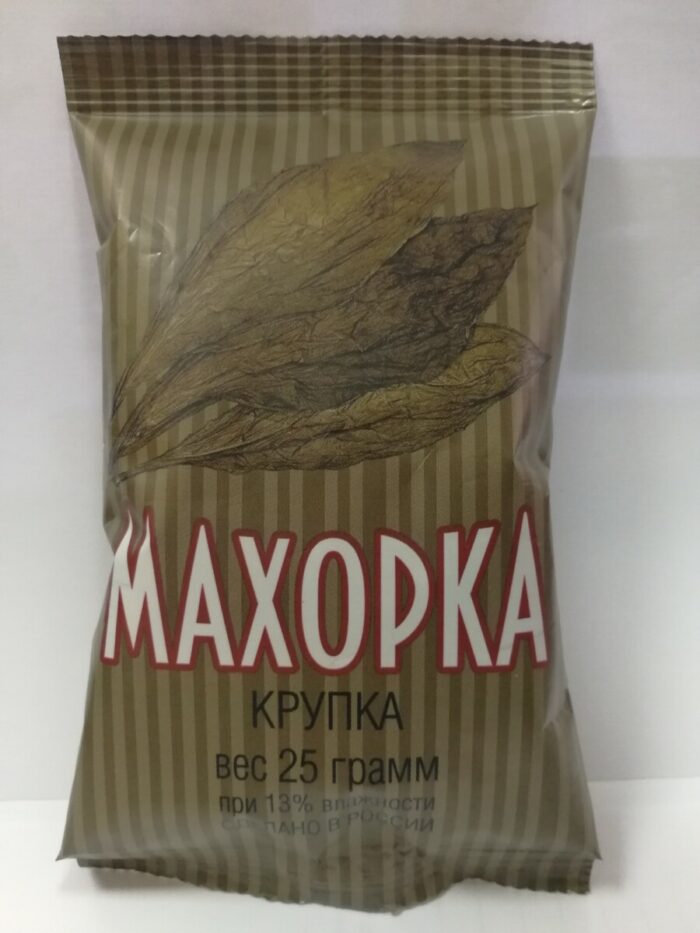 МАХОРКА
КРУПКА
вес 25 грамм
при 13% влажности
СДЕЛАНО В РОССИИ